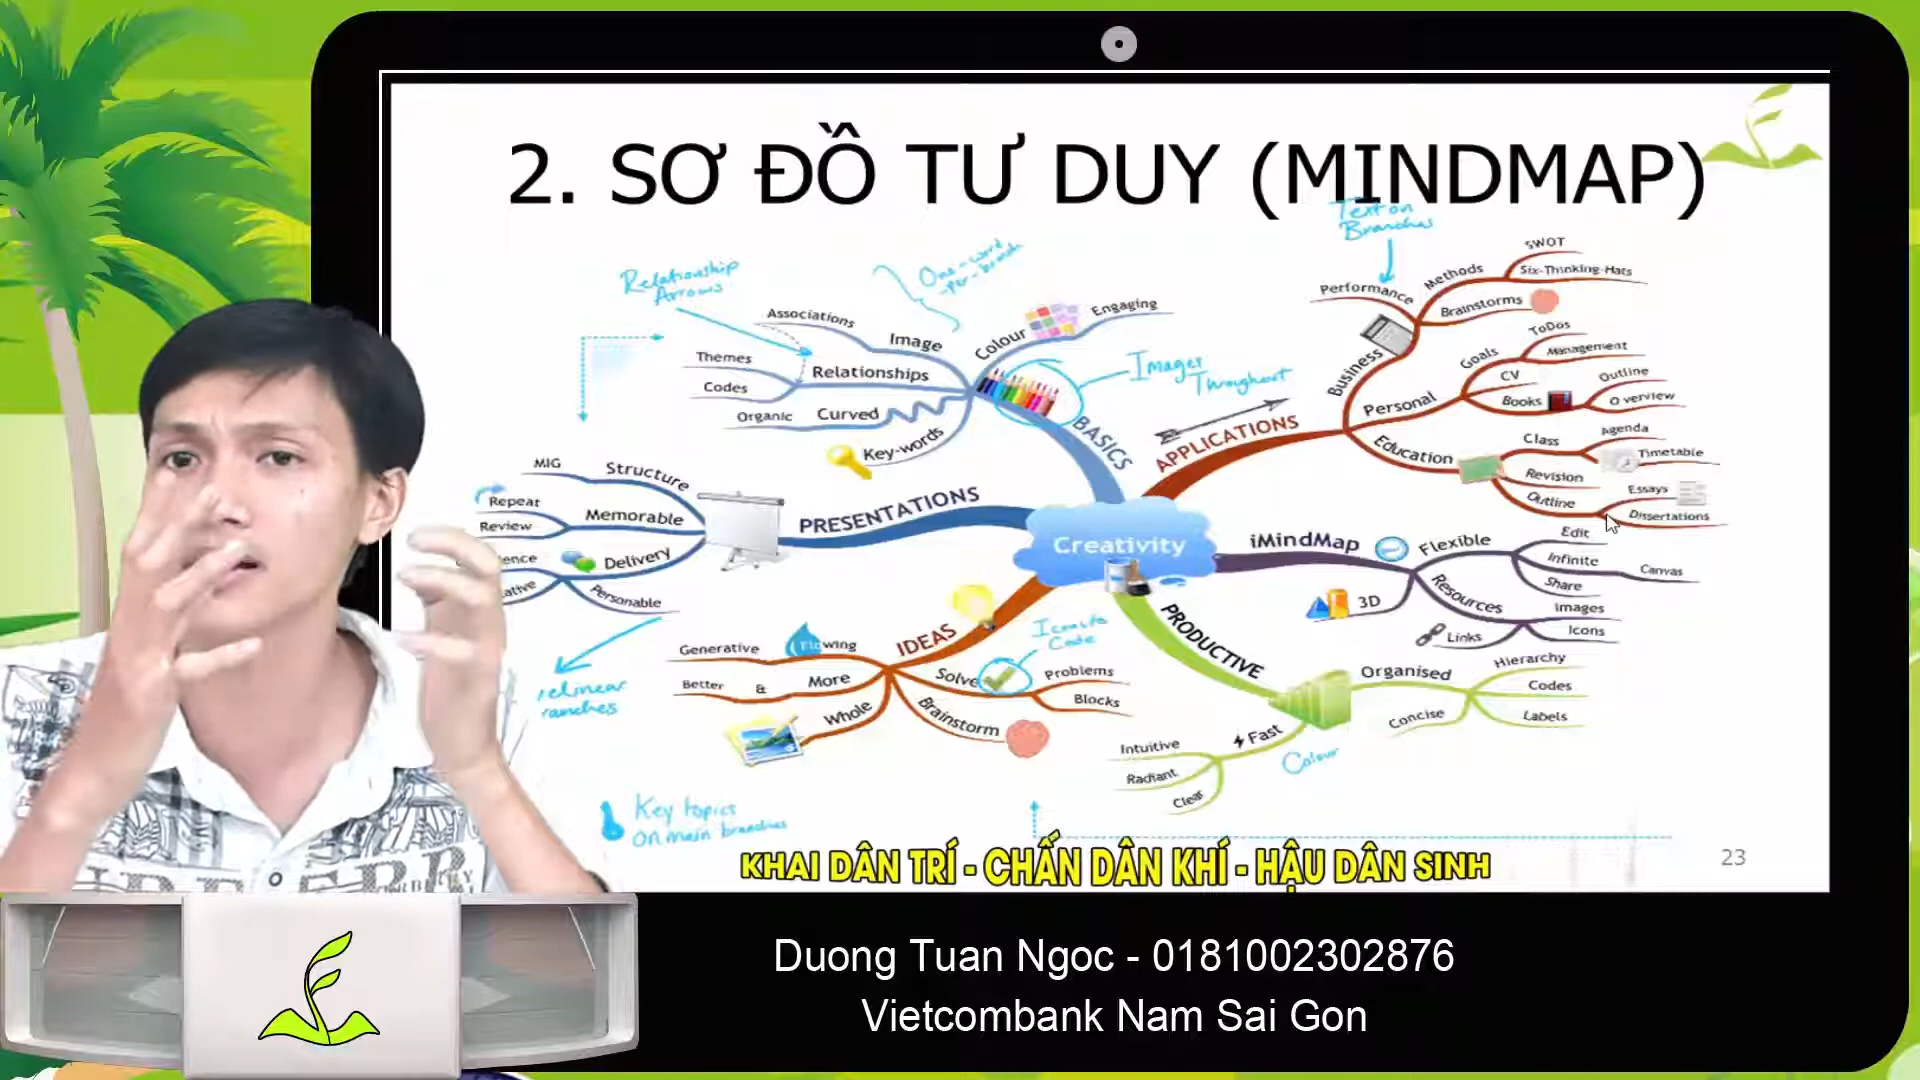 2. SƠ ĐỒ TƯ DUY (MINDMAP)
Text on
Branches
One-word
-per-branch
Relationship
Arrows
Associations
Image
Themes
Relationships
Codes
Organic
Curved
Key-words
Colour
Engaging
Images
Throughout
BASICS
APPLICATIONS
Business
Performance
Methods
SWOT
Six-Thinking-Hats
Brainstorms
Personal
Goals
ToDos
Management
CV
Books
Outline
Overview
Education
Class
Agenda
Timetable
Revision
Outline
Essays
Dissertations
MIG
Structure
Repeat
Memorable
Review
Delivery
Personable
PRESENTATIONS
Creativity
iMindMap
Flexible
Edit
Infinite
Canvas
Share
Resources
Images
Icons
Links
3D
IDEAS
Generative
Flowing
Better
&
More
Whole
Solve
Problems
Blocks
Brainstorm
Icons to
Code
PRODUCTIVE
Organised
Hierarchy
Codes
Labels
Concise
Fast
Intuitive
Radiant
Clear
Colour
Key topics
on main branches
KHAI DÂN TRÍ - CHẤN DÂN KHÍ - HẬU DÂN SINH
23
Duong Tuan Ngoc - 0181002302876
Vietcombank Nam Sai Gon